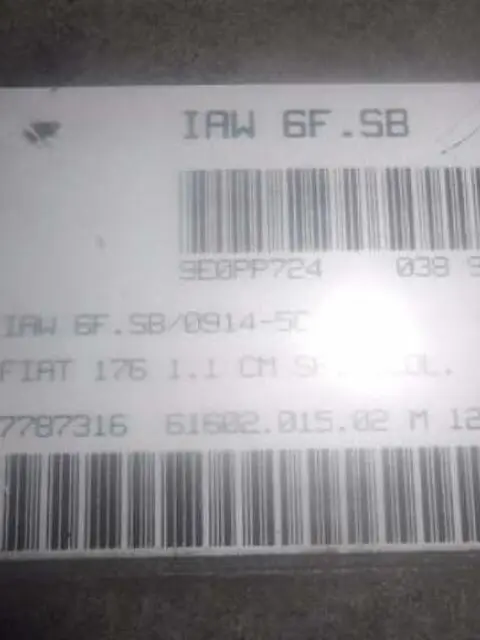 IAW 6F.SB
9E0PP724 038 9
IAW 6F.SB/0914-5C
FIAT 176 1.1 CM
7787316 61602.015.02 M 12